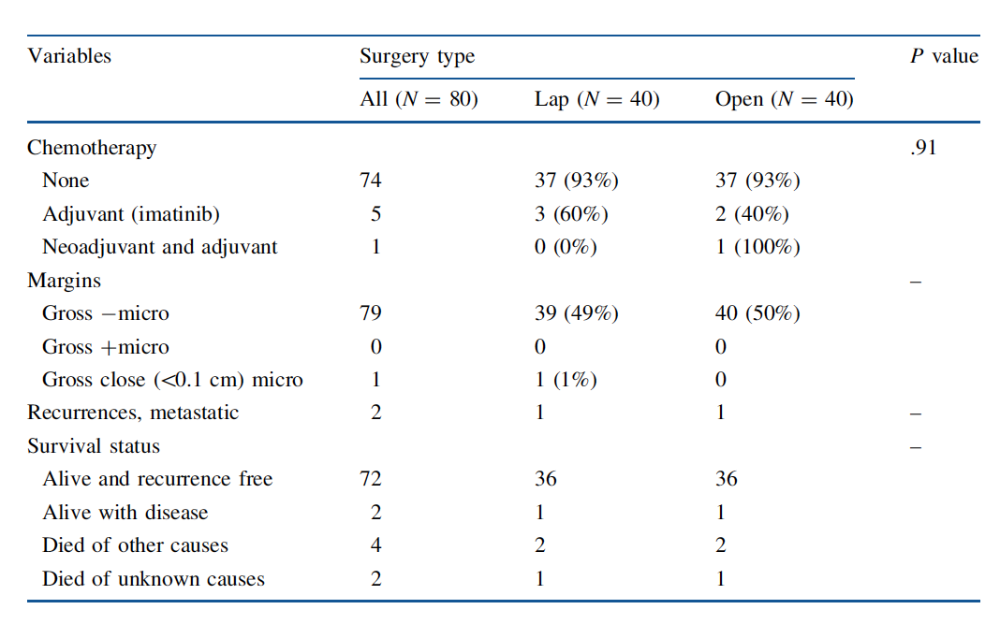 Variables Surgery type P value
All (N = 80) Lap (N = 40) Open (N = 40)
Chemotherapy .91
None 74 37 (93%) 37 (93%)
Adjuvant (imatinib) 5 3 (60%) 2 (40%)
Neoadjuvant and adjuvant 1 0 (0%) 1 (100%)
Margins –
Gross −micro 79 39 (49%) 40 (50%)
Gross +micro 0 0 0
Gross close (<0.1 cm) micro 1 1 (1%) 0
Recurrences, metastatic 2 1 1 –
Survival status –
Alive and recurrence free 72 36 36
Alive with disease 2 1 1
Died of other causes 4 2 2
Died of unknown causes 2 1 1